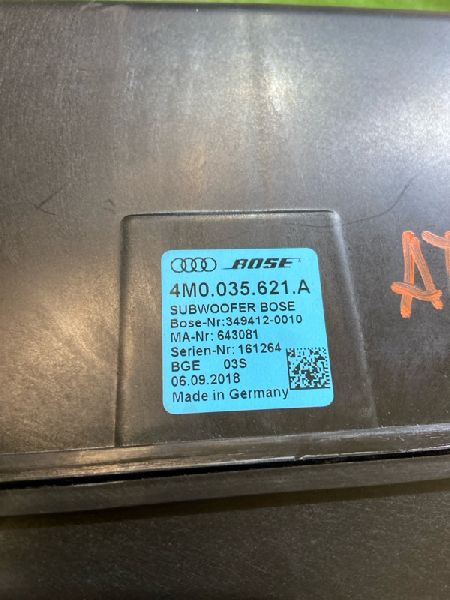 BOSE
4M0.035.621.A
SUBWOOFER BOSE
Bose-Nr:349412-0010
MA-Nr: 643081
Serien-Nr: 161264
BGE 03S
06.09.2018
Made in Germany
AT